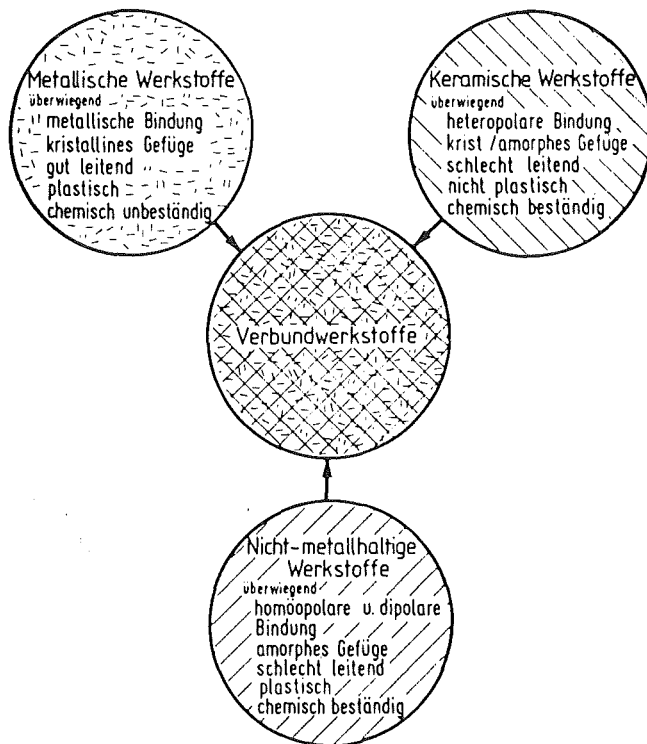 Metallische Werkstoffe
überwiegend
metallische Bindung
kristallines Gefüge
gut leitend
plastisch
chemisch unbeständig
Keramische Werkstoffe
überwiegend
heteropolare Bindung
krist /amorphes Gefüge
schlecht leitend
nicht plastisch
chemisch beständig
Verbundwerkstoffe
Nicht-metallhaltige
Werkstoffe
überwiegend
homöopolare u. dipolare
Bindung
amorphes Gefüge
schlecht leitend
plastisch
chemisch beständig